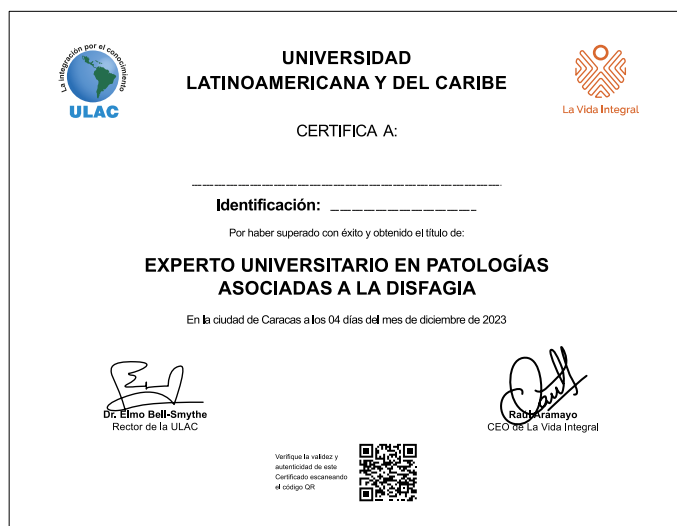 La integración por el conocimiento
ULAC
UNIVERSIDAD
LATINOAMERICANA Y DEL CARIBE
La Vida Integral
CERTIFICA A:
Identificación:
Por haber superado con éxito y obtenido el título de:
EXPERTO UNIVERSITARIO EN PATOLOGÍAS
ASOCIADAS A LA DISFAGIA
En la ciudad de Caracas a los 04 días del mes de diciembre de 2023
Dr. Elmo Bell-Smythe
Rector de la ULAC
Raúl Aramayo
CEO de La Vida Integral
Verifique la validez y
autenticidad de este
Certificado escaneando
el código QR